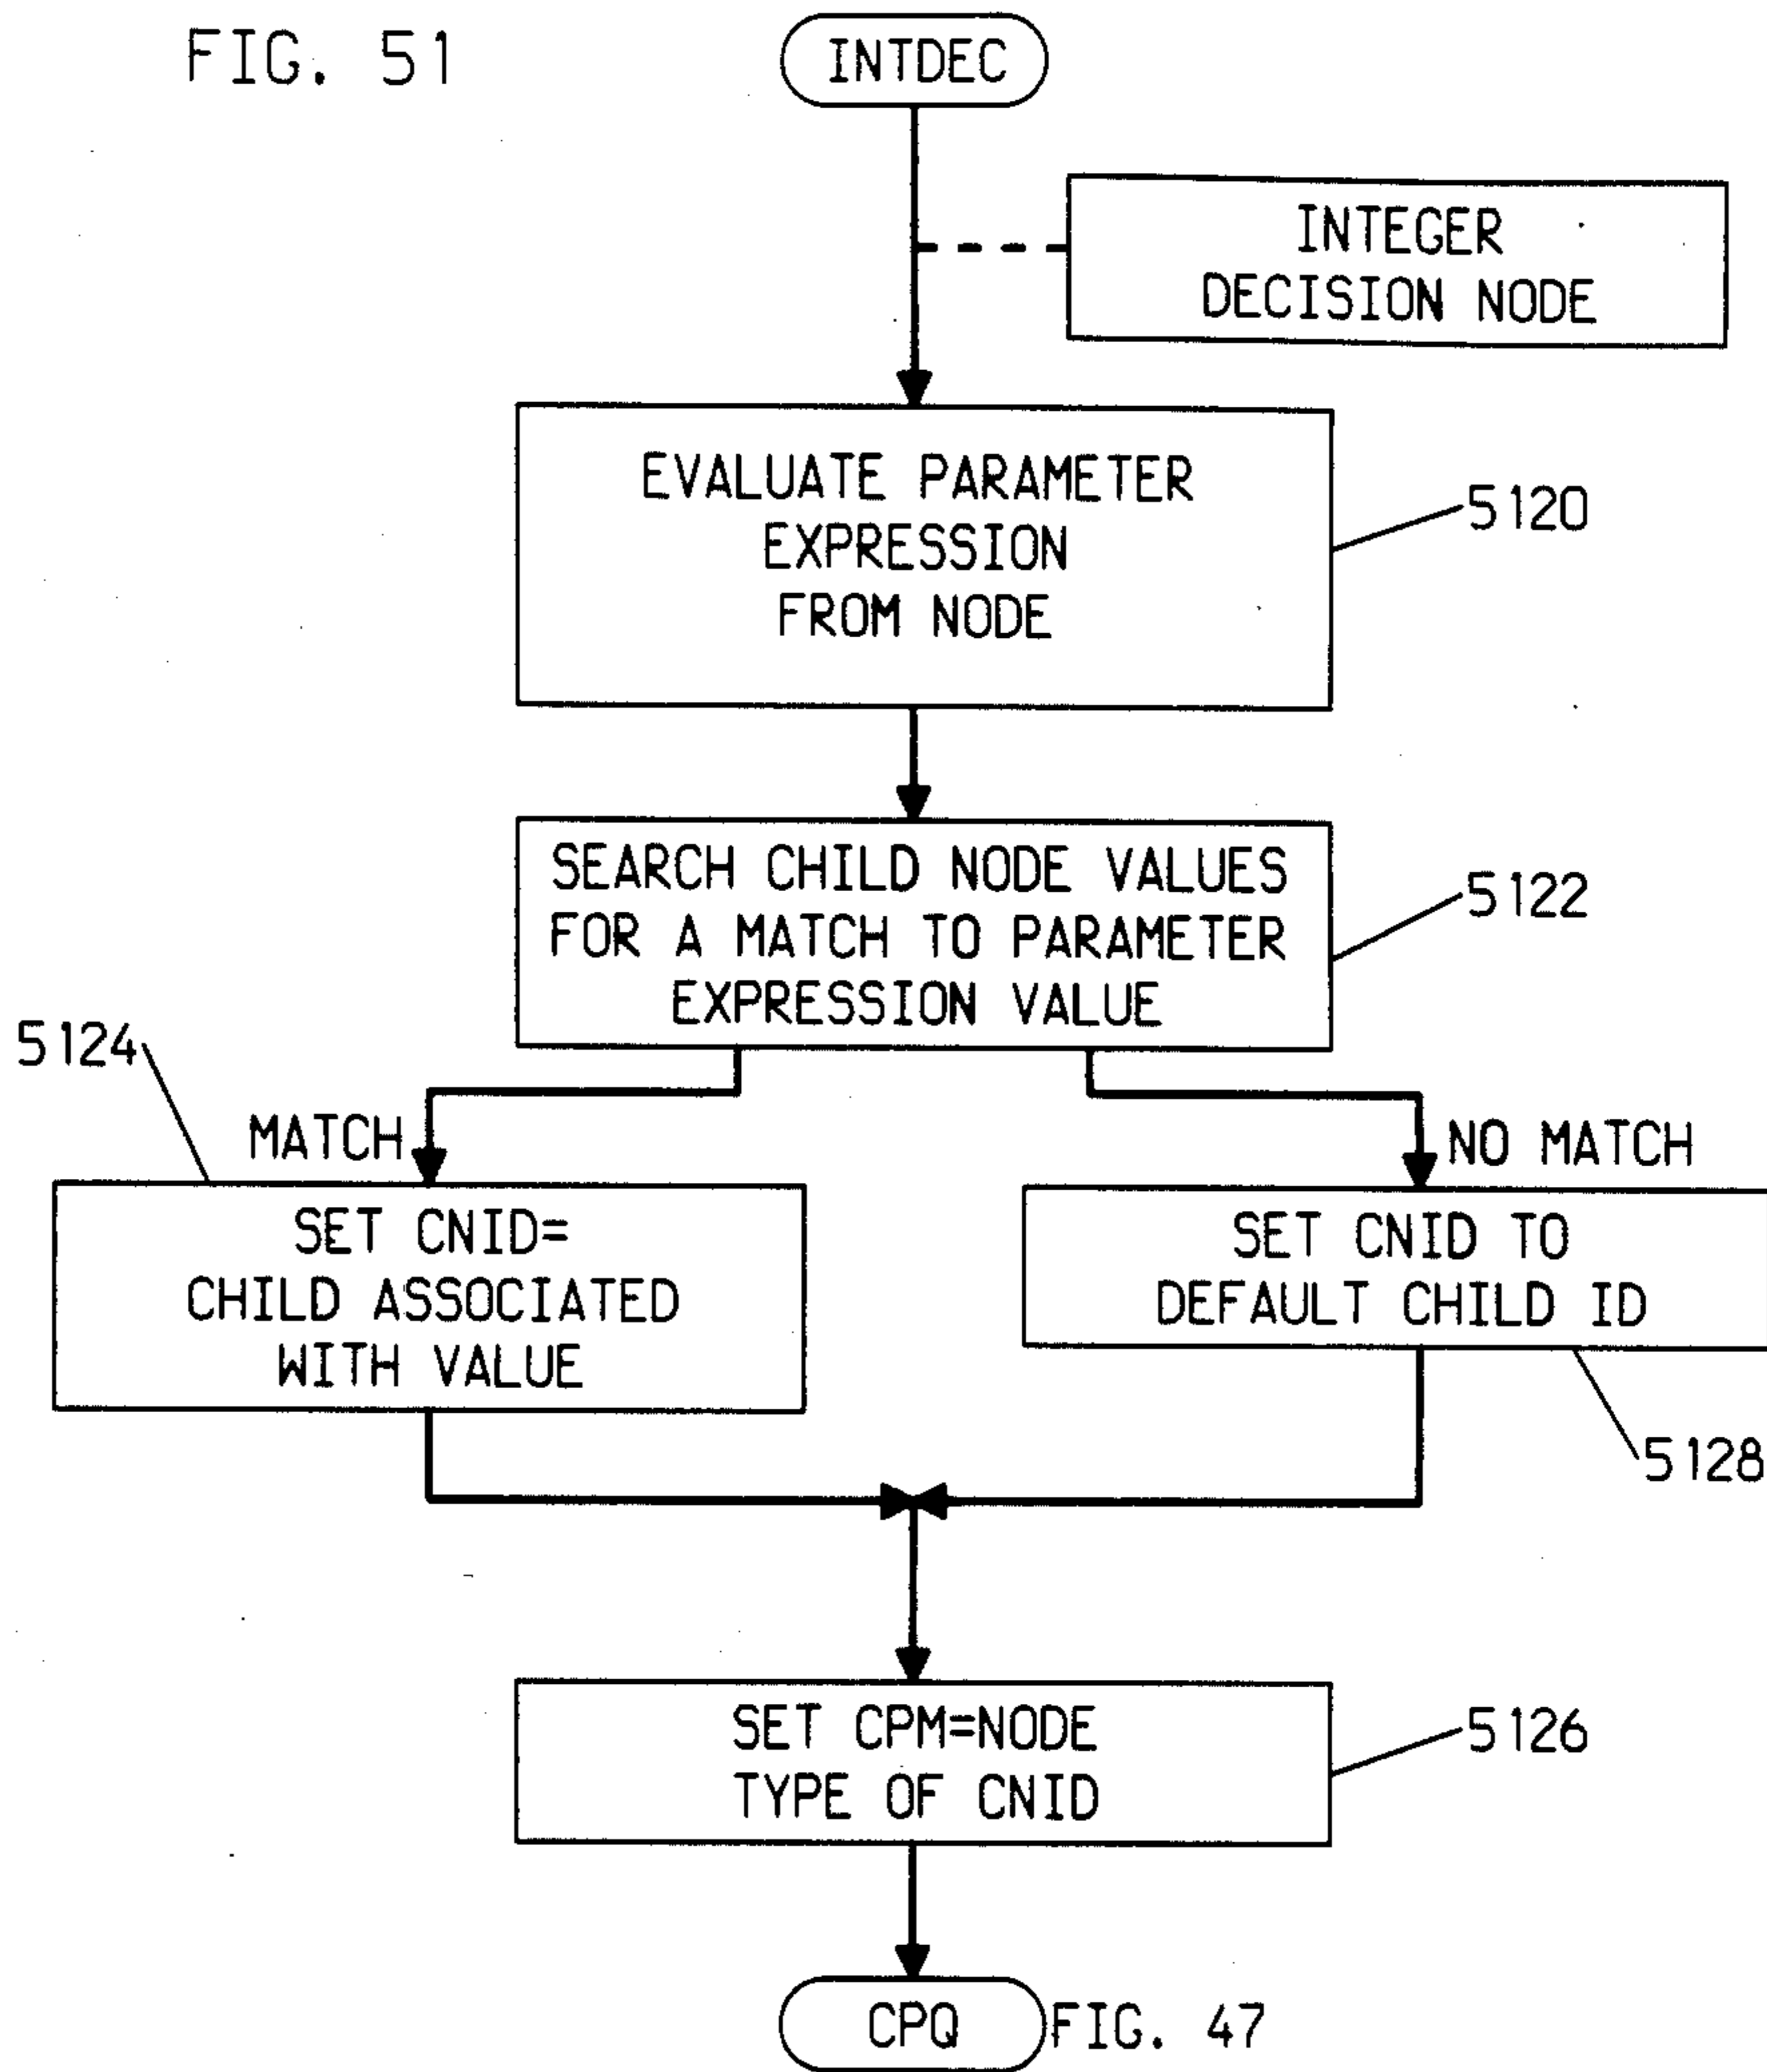 FIG. 51
INTDEC
INTEGER
DECISION NODE
EVALUATE PARAMETER
EXPRESSION
FROM NODE
5120
SEARCH CHILD NODE VALUES
FOR A MATCH TO PARAMETER
EXPRESSION VALUE
5122
5124
MATCH
NO MATCH
SET CNID=
CHILD ASSOCIATED
WITH VALUE
SET CNID TO
DEFAULT CHILD ID
5128
SET CPM=NODE
TYPE OF CNID
5126
CPQ
FIG. 47